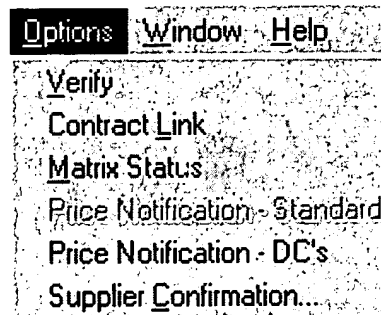 Options Window Help
Verify
Contract Link
Matrix Status
Price Notification - Standard
Price Notification - DC's
Supplier Confirmation...